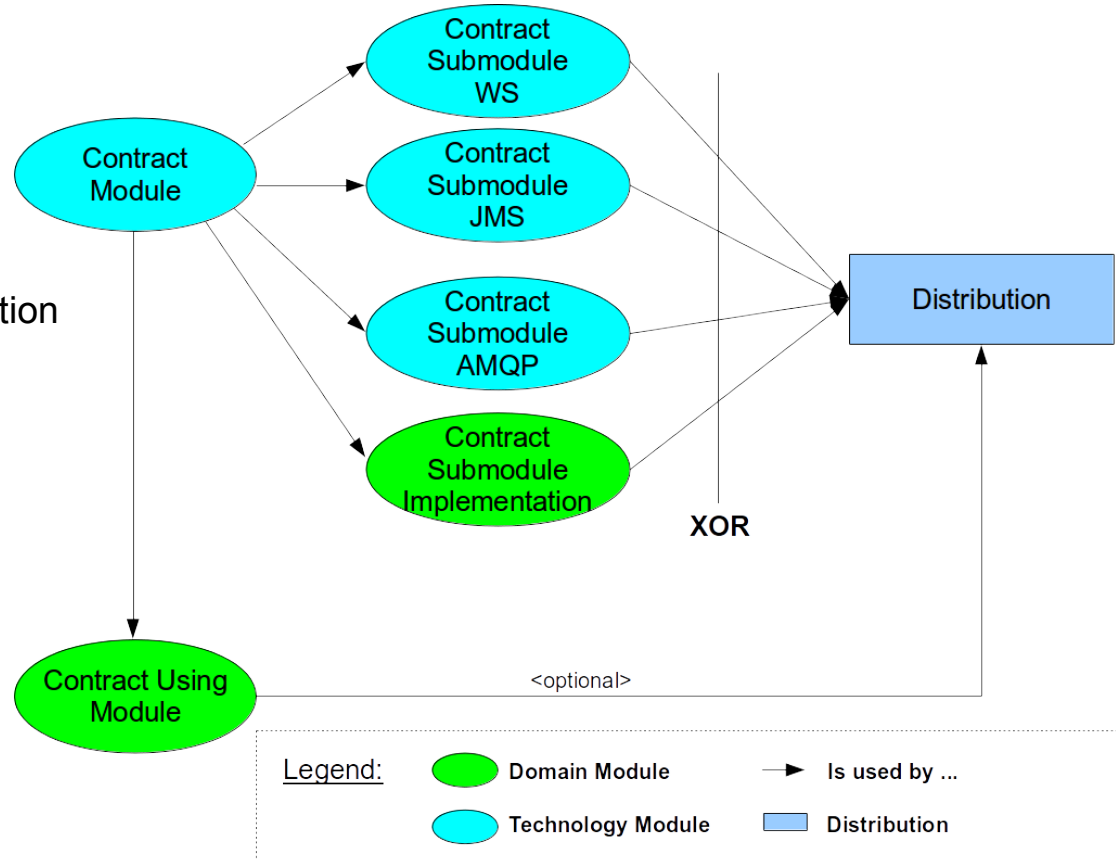 Contract
Submodule
WS
Contract
Module
Contract
Submodule
JMS
tion
Contract
Submodule
AMQP
Distribution
Contract
Submodule
Implementation
XOR
Contract Using
Module
<optional>
Legend:
Domain Module
Is used by ...
Technology Module
Distribution